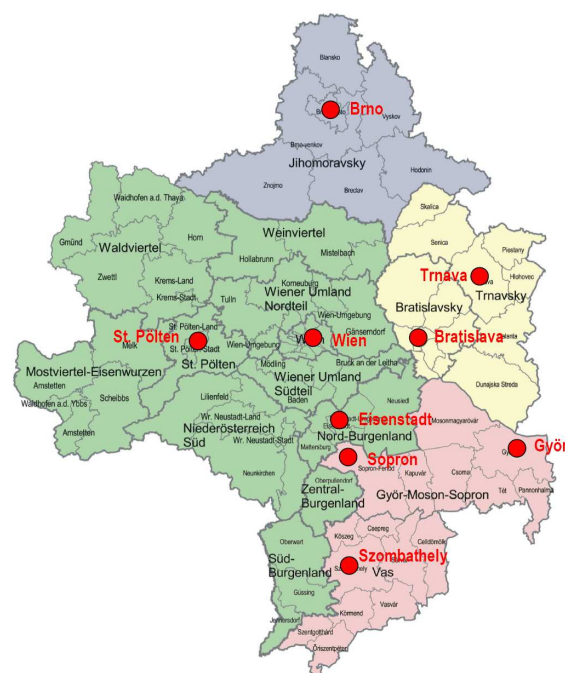 Blansko
Brno
Vyskov
Brno-venkov
Jihomoravsky
Hodonin
Znojmo
Breclav
Waidhofen a.d. Thaya
Skalica
Weinviertel
Gmünd
Waldviertel
Horn
Mistelbach
Senica
Piestany
Hollabrunn
Zwettl
Krems-Land
Korneuburg
Trnava
Hlohovec
Krems-Stadt
Tulln
Wiener Umland
Nordteil
Bratislavsky
Trnavsky
Wien-Umgebung
Gänserndorf
St. Pölten-Land
St. Pölten
Wien
Bratislava
Melk
St. Pölten-Stadt
Wien-Umgebung
St. Pölten
Mödling
Bruck an der Leitha
Mostviertel-Eisenwurzen
Wiener Umland
Südteil
Amstetten
Scheibbs
Lilienfeld
Baden
Neusiedl
Dunajska Streda
Waidhofen a.d. Ybbs
Wr. Neustadt-Land
Eisenstadt
Mosonmagyaróvár
Amstetten
Niederösterreich
Süd
Wr. Neustadt-Stadt
Nord-Burgenland
Mattersburg
Győr
Sopron
Neunkirchen
Sopron-Fertőd
Kapuvár
Csorna
Oberpullendorf
Tét
Pannonhalma
Zentral-
Burgenland
Győr-Moson-Sopron
Csepreg
Kőszeg
Celldömölk
Oberwart
Süd-
Burgenland
Szombathely
Vas
Güssing
Vasvár
Körmend
Jennersdorf
Szentgotthárd
Őriszentpéter